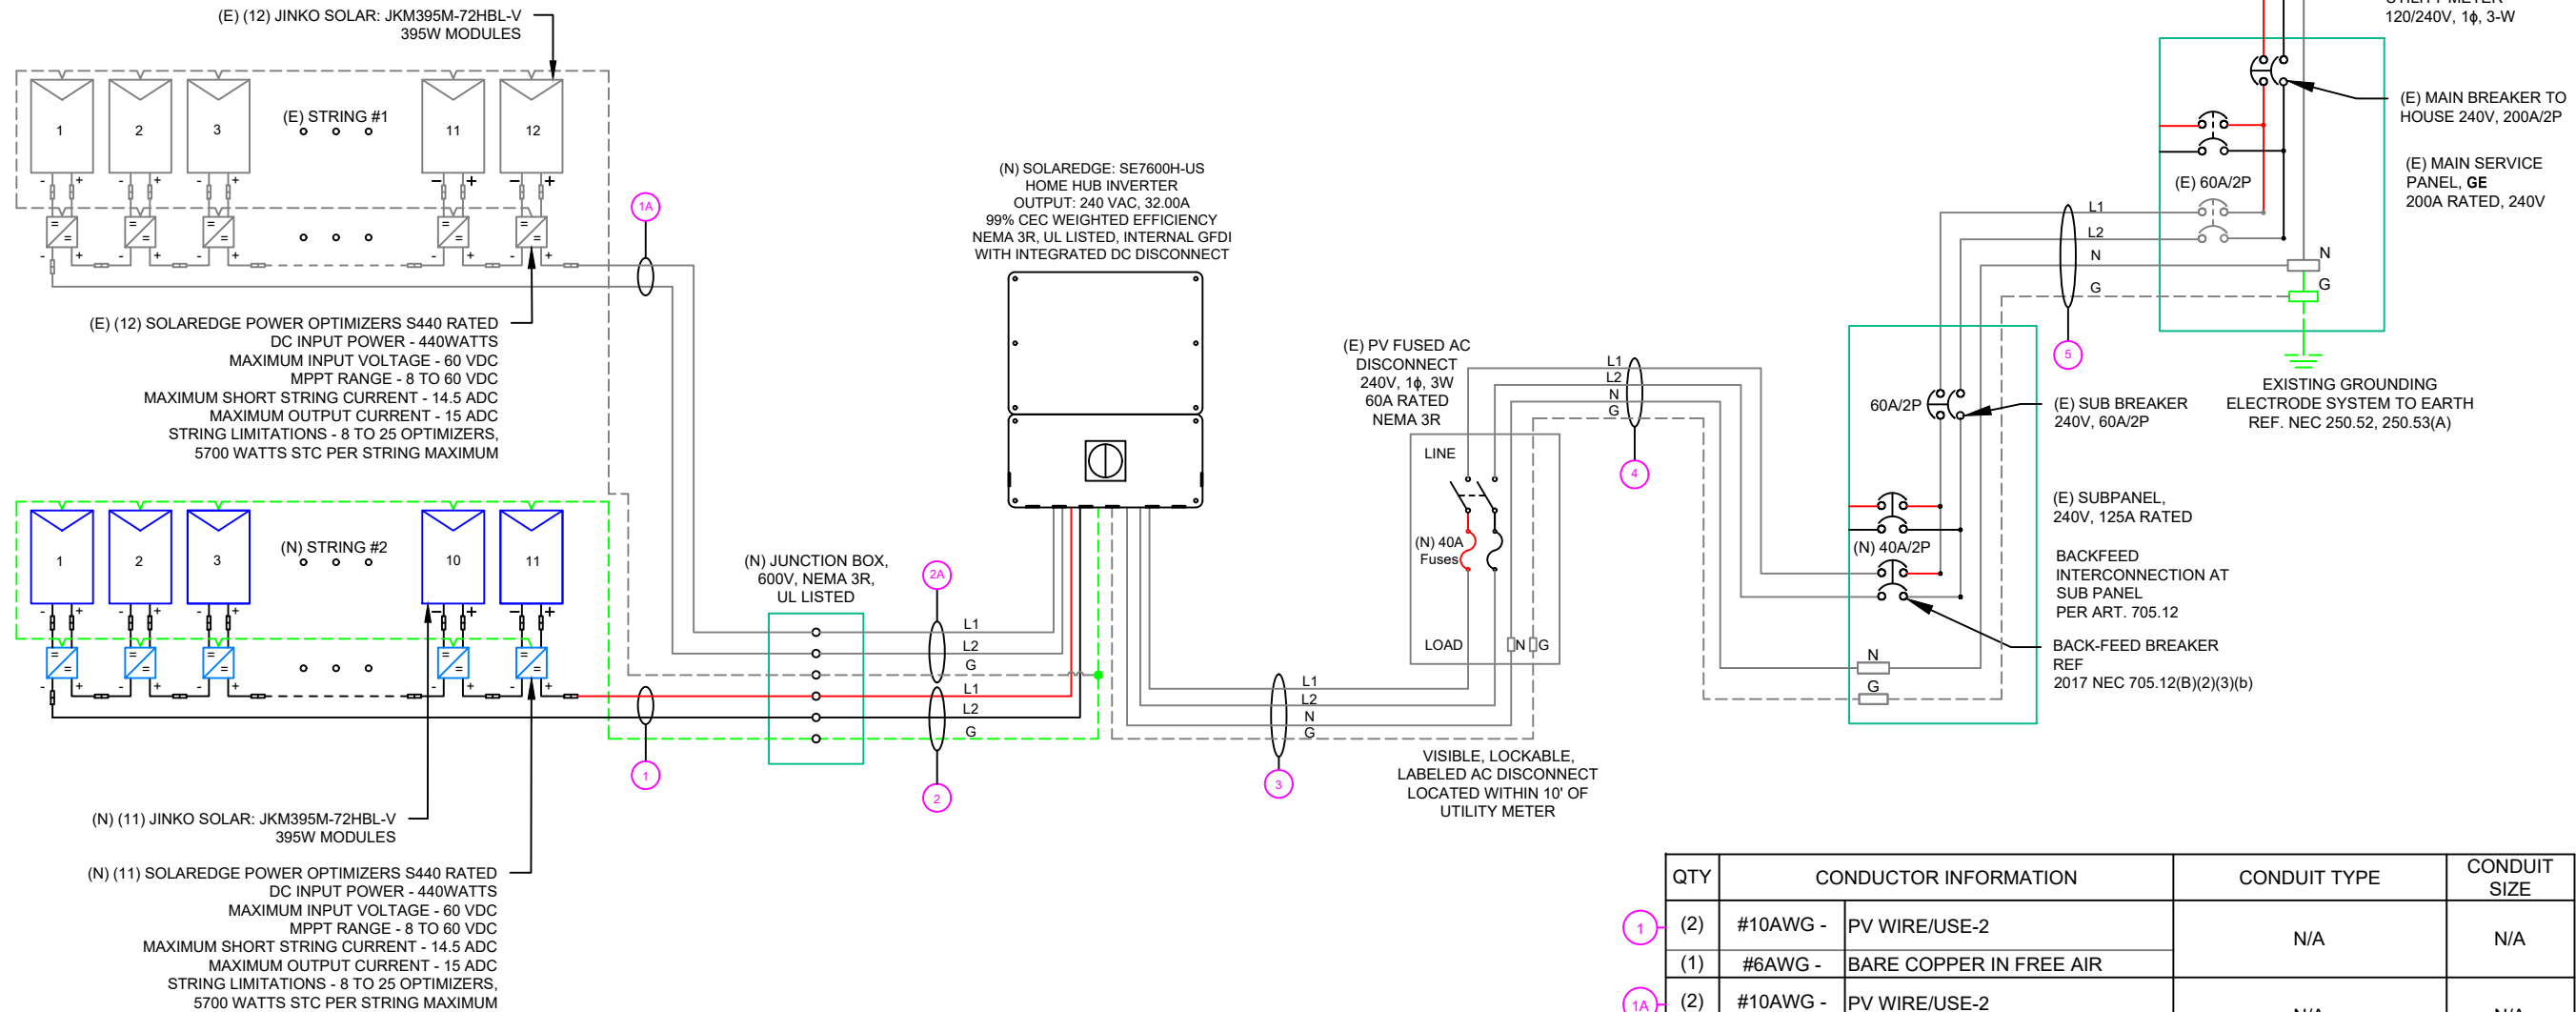 (E) (12) JINKO SOLAR: JKM395M-72HBL-V
395W MODULES
1
2
3
(E) STRING #1
11
12
- + - + - + - + - +
= = = = = = = = = =
- + - + - + - + - +
1A
(E) (12) SOLAREDGE POWER OPTIMIZERS S440 RATED
DC INPUT POWER - 440WATTS
MAXIMUM INPUT VOLTAGE - 60 VDC
MPPT RANGE - 8 TO 60 VDC
MAXIMUM SHORT STRING CURRENT - 14.5 ADC
MAXIMUM OUTPUT CURRENT - 15 ADC
STRING LIMITATIONS - 8 TO 25 OPTIMIZERS,
5700 WATTS STC PER STRING MAXIMUM
1
2
3
(N) STRING #2
10
11
- + - + - + - + - +
= = = = = = = = = =
- + - + - + - + - +
1
(N) (11) JINKO SOLAR: JKM395M-72HBL-V
395W MODULES
(N) (11) SOLAREDGE POWER OPTIMIZERS S440 RATED
DC INPUT POWER - 440WATTS
MAXIMUM INPUT VOLTAGE - 60 VDC
MPPT RANGE - 8 TO 60 VDC
MAXIMUM SHORT STRING CURRENT - 14.5 ADC
MAXIMUM OUTPUT CURRENT - 15 ADC
STRING LIMITATIONS - 8 TO 25 OPTIMIZERS,
5700 WATTS STC PER STRING MAXIMUM
(N) JUNCTION BOX,
600V, NEMA 3R,
UL LISTED
2A
L1
L2
G
L1
L2
G
2
(N) SOLAREDGE: SE7600H-US
HOME HUB INVERTER
OUTPUT: 240 VAC, 32.00A
99% CEC WEIGHTED EFFICIENCY
NEMA 3R, UL LISTED, INTERNAL GFDI
WITH INTEGRATED DC DISCONNECT
L1
L2
N
G
3
(E) PV FUSED AC
DISCONNECT
240V, 1ϕ, 3W
60A RATED
NEMA 3R
LINE
(N) 40A
Fuses
LOAD
N
G
VISIBLE, LOCKABLE,
LABELED AC DISCONNECT
LOCATED WITHIN 10' OF
UTILITY METER
L1
L2
N
G
4
60A/2P
(E) SUB BREAKER
240V, 60A/2P
(E) SUBPANEL,
240V, 125A RATED
(N) 40A/2P
BACKFEED
INTERCONNECTION AT
SUB PANEL
PER ART. 705.12
BACK-FEED BREAKER
REF
2017 NEC 705.12(B)(2)(3)(b)
N
G
L1
L2
N
G
5
UTILITY METER
120/240V, 1ϕ, 3-W
(E) MAIN BREAKER TO
HOUSE 240V, 200A/2P
(E) MAIN SERVICE
PANEL, GE
200A RATED, 240V
(E) 60A/2P
N
G
EXISTING GROUNDING
ELECTRODE SYSTEM TO EARTH
REF. NEC 250.52, 250.53(A)
QTY CONDUCTOR INFORMATION CONDUIT TYPE CONDUIT SIZE
1 (2) #10AWG - PV WIRE/USE-2 N/A N/A
(1) #6AWG - BARE COPPER IN FREE AIR
1A (2) #10AWG - PV WIRE/USE-2 N/A N/A